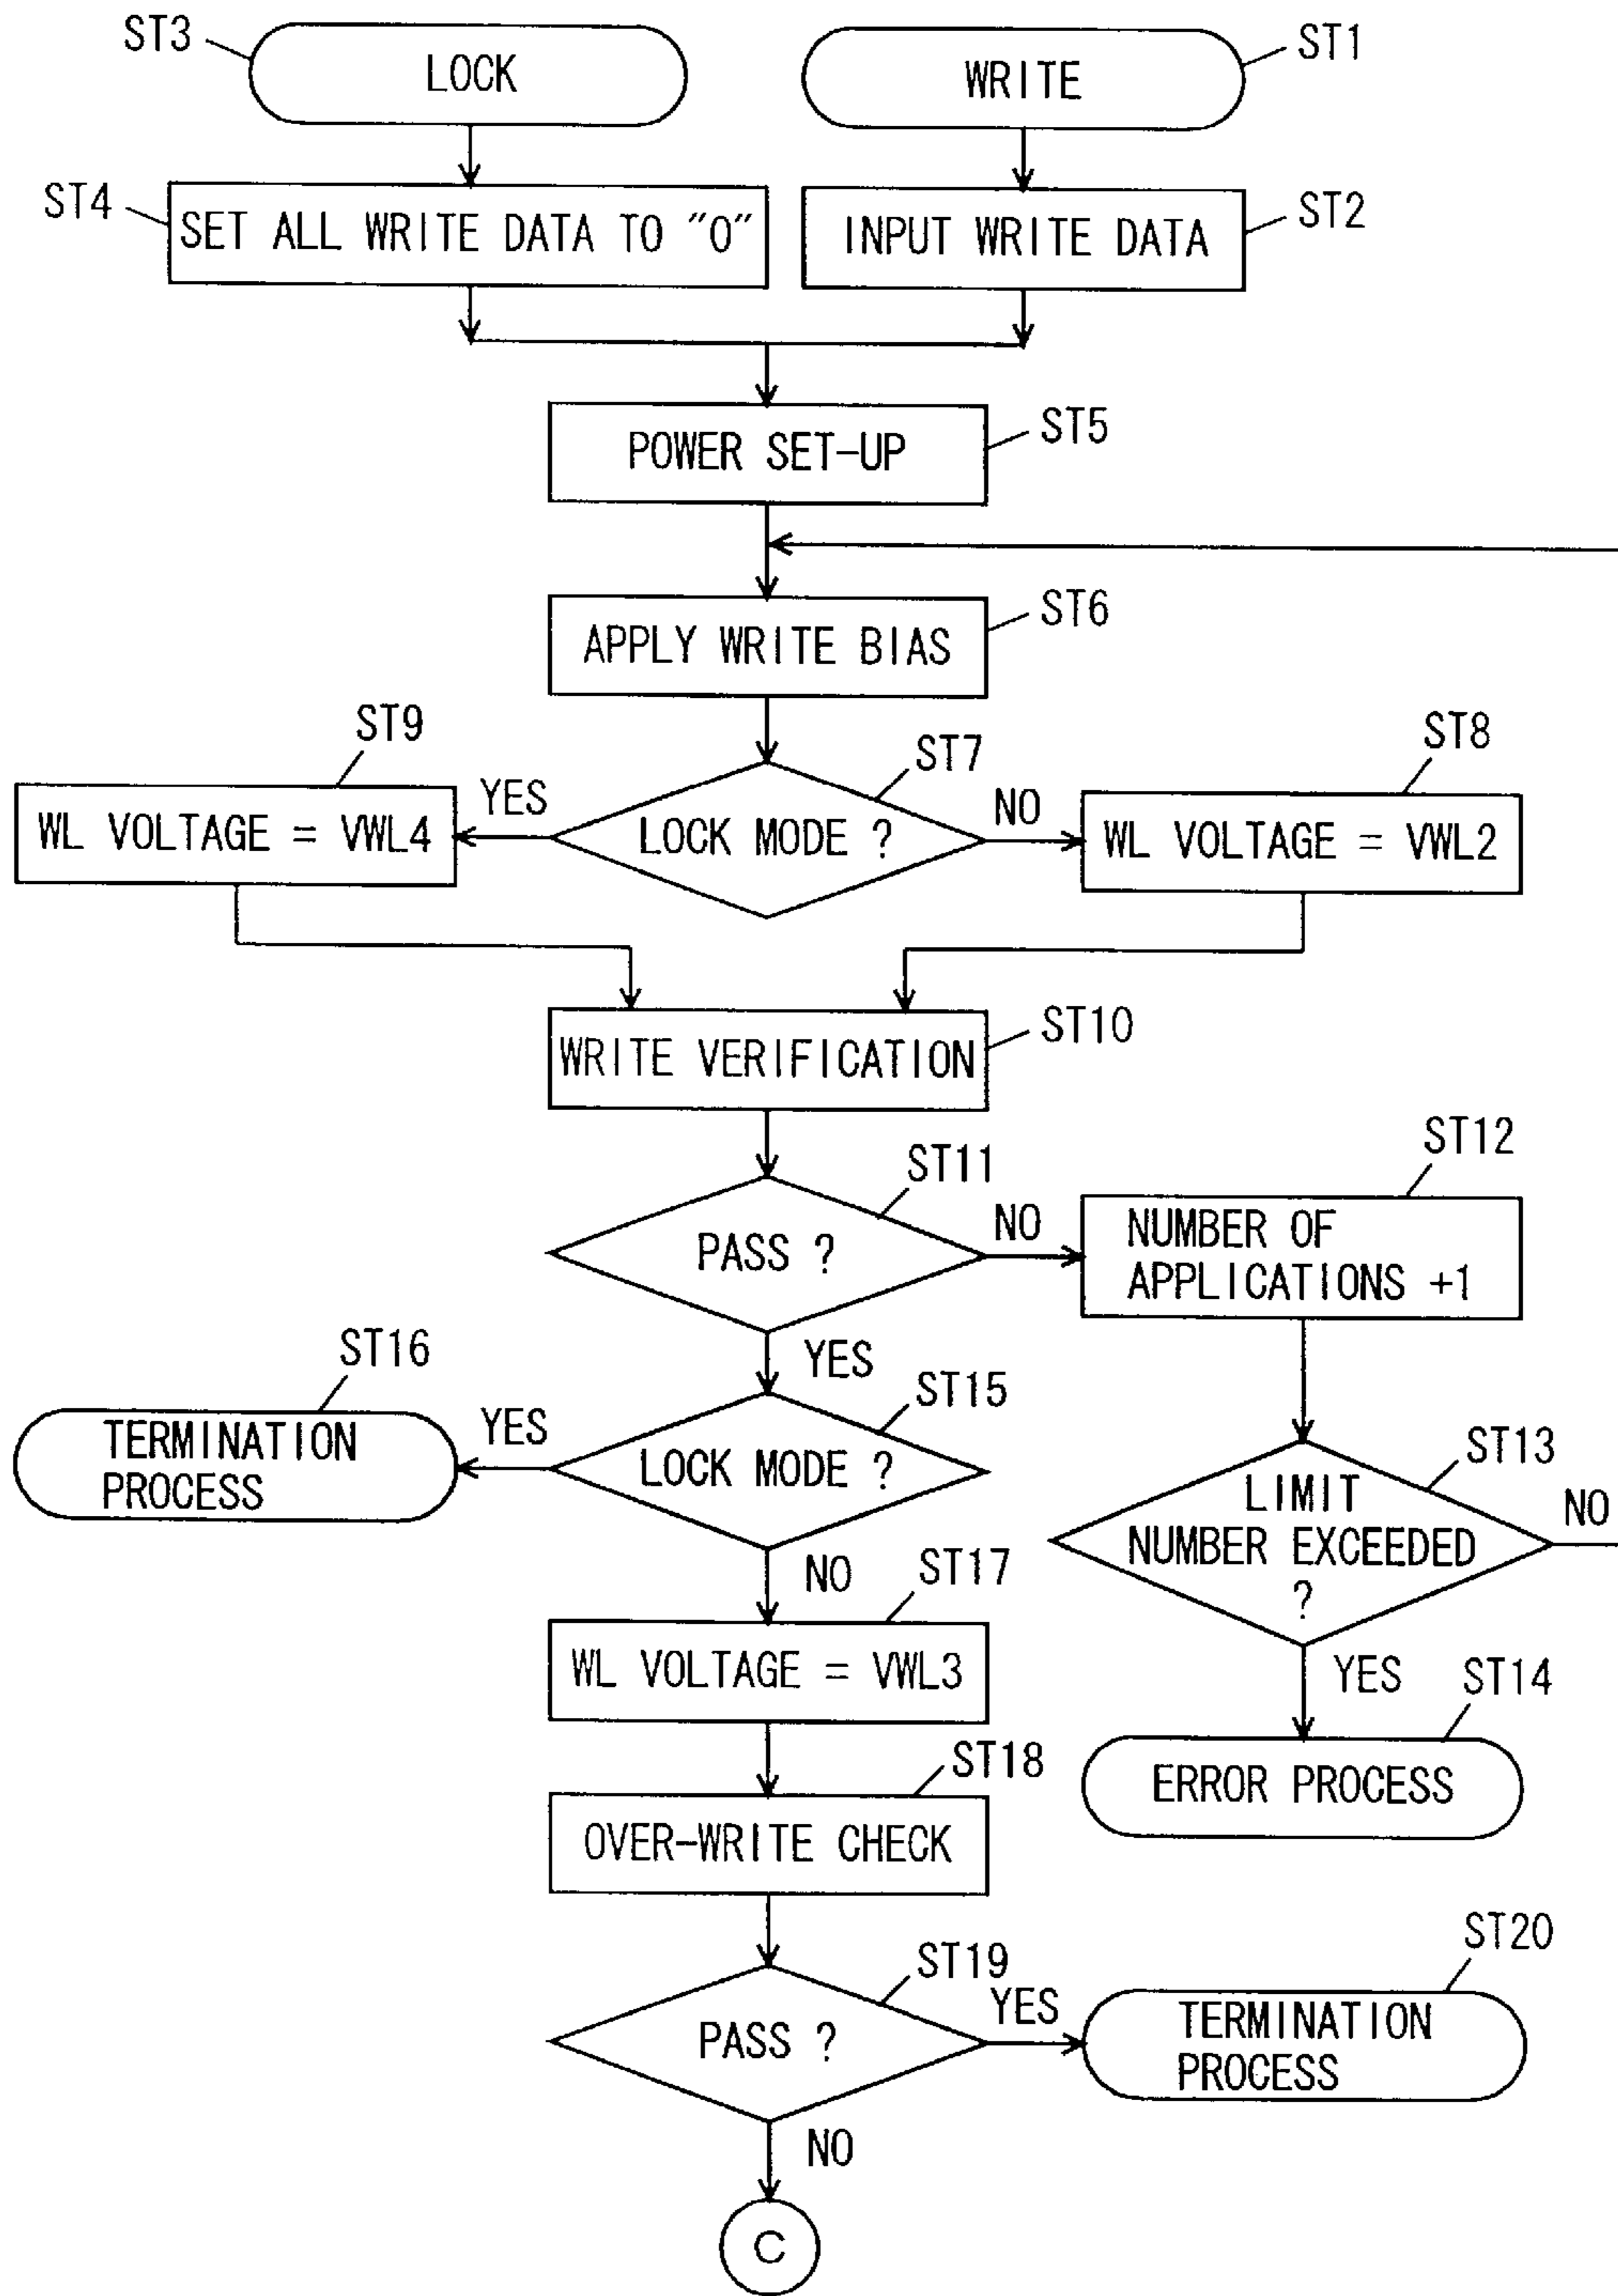 ST3
LOCK
WRITE
ST1
ST4
SET ALL WRITE DATA TO "0"
INPUT WRITE DATA
ST2
POWER SET-UP
ST5
APPLY WRITE BIAS
ST6
ST9
WL VOLTAGE = VWL4
YES
LOCK MODE ?
ST7
NO
ST8
WL VOLTAGE = VWL2
WRITE VERIFICATION
ST10
PASS ?
ST11
NO
ST12
NUMBER OF
APPLICATIONS +1
YES
ST16
TERMINATION
PROCESS
YES
LOCK MODE ?
ST15
ST13
LIMIT
NUMBER EXCEEDED
?
NO
NO
ST17
WL VOLTAGE = VWL3
YES
ST14
ERROR PROCESS
ST18
OVER-WRITE CHECK
PASS ?
ST19
YES
ST20
TERMINATION
PROCESS
NO
C